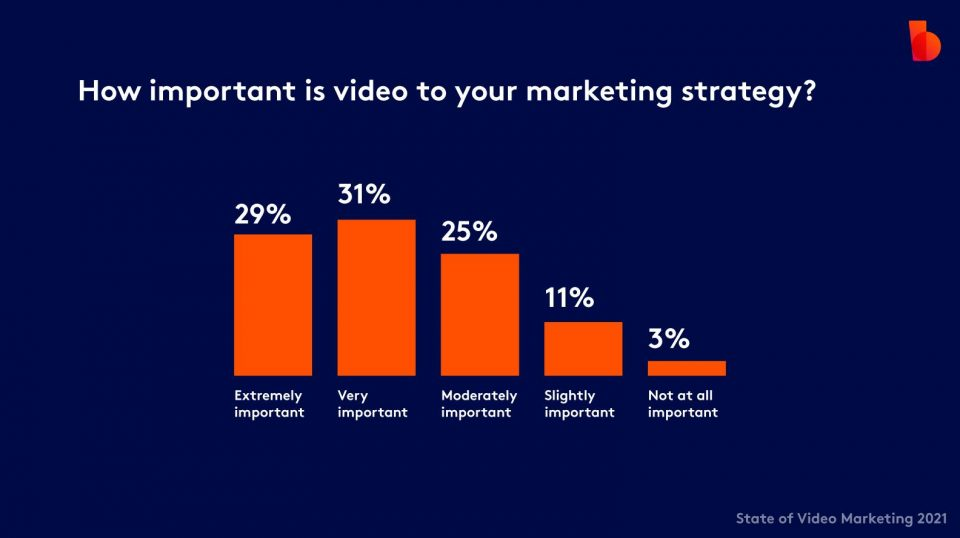 How important is video to your marketing strategy?
29%
31%
25%
11%
3%
Extremely
important
Very
important
Moderately
important
Slightly
important
Not at all
important
State of Video Marketing 2021